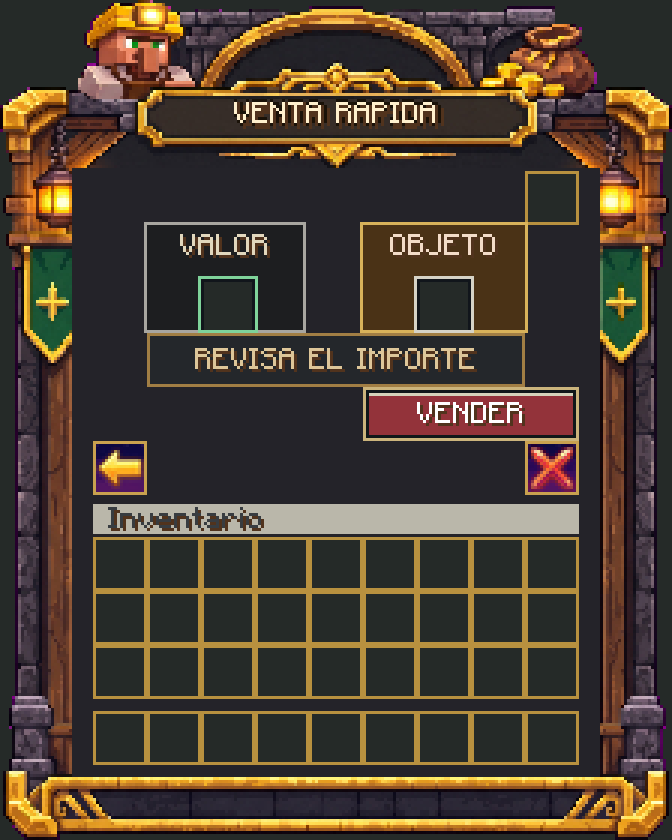 VENTA RAPIDA
VALOR
OBJETO
REVISA EL IMPORTE
VENDER
Inventario